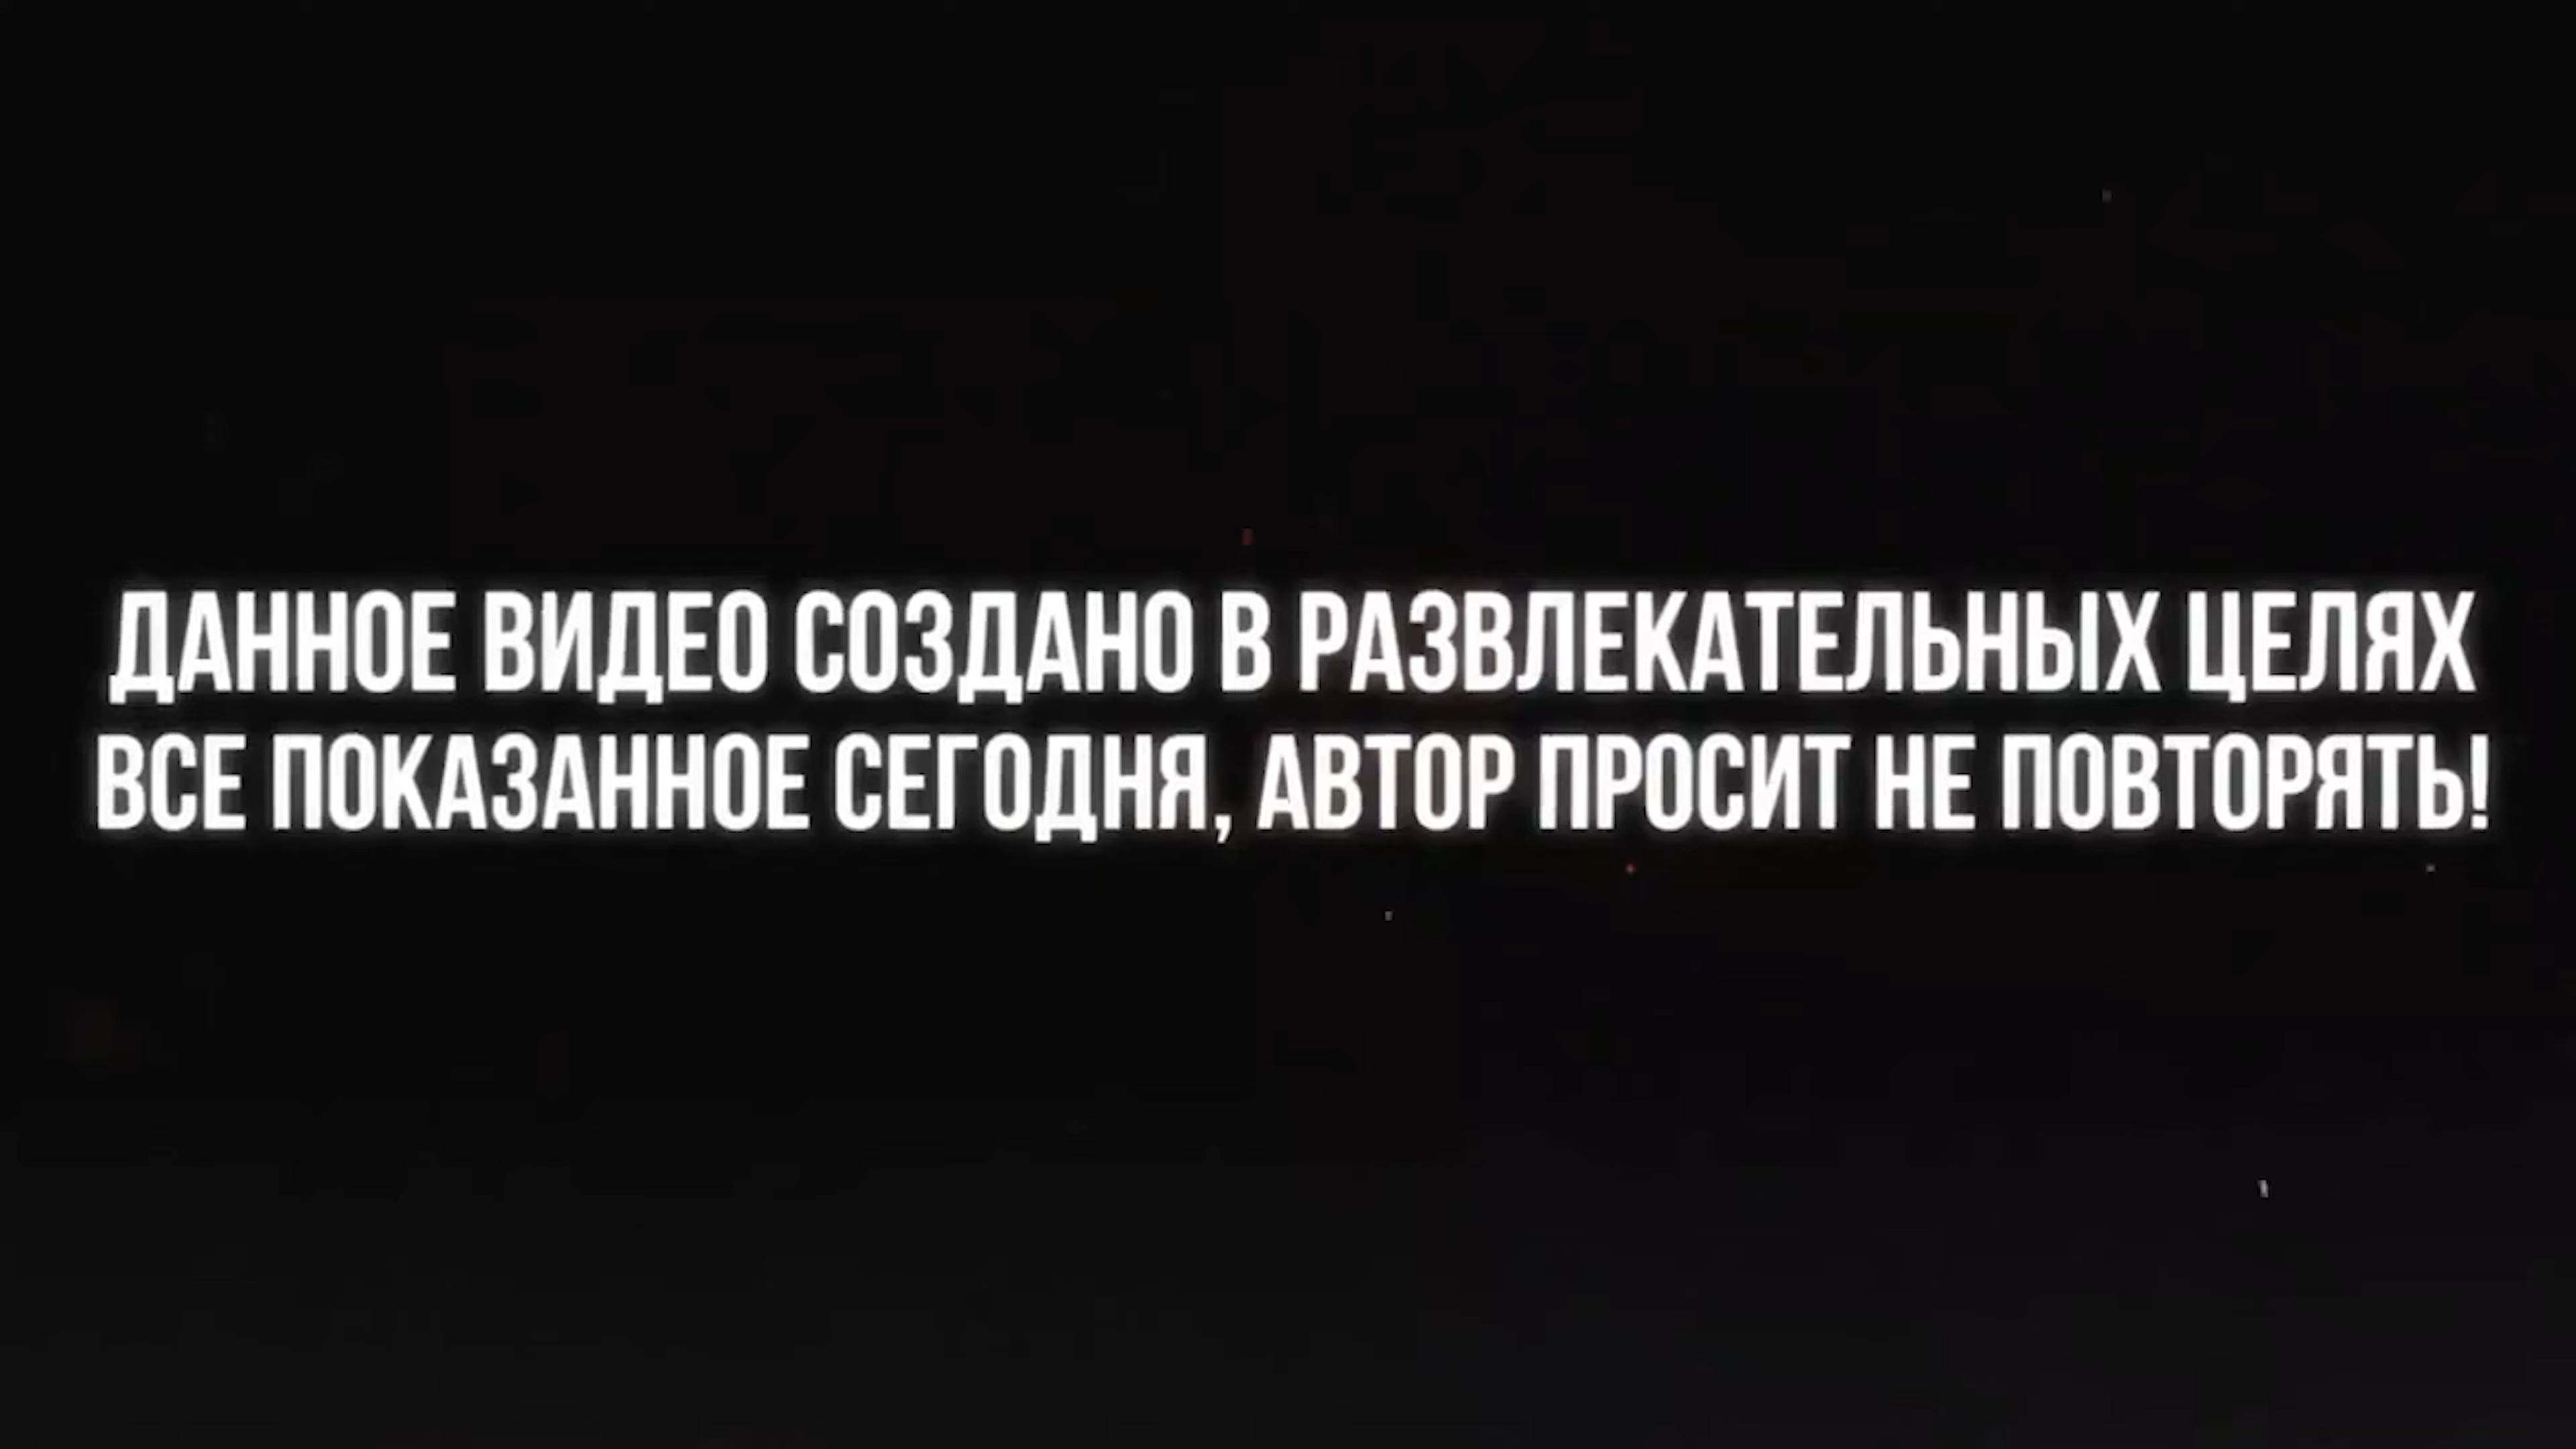 ДАННОЕ ВИДЕО СОЗДАНО В РАЗВЛЕКАТЕЛЬНЫХ ЦЕЛЯХ
ВСЕ ПОКАЗАННОЕ СЕГОДНЯ, АВТОР ПРОСИТ НЕ ПОВТОРЯТЬ!